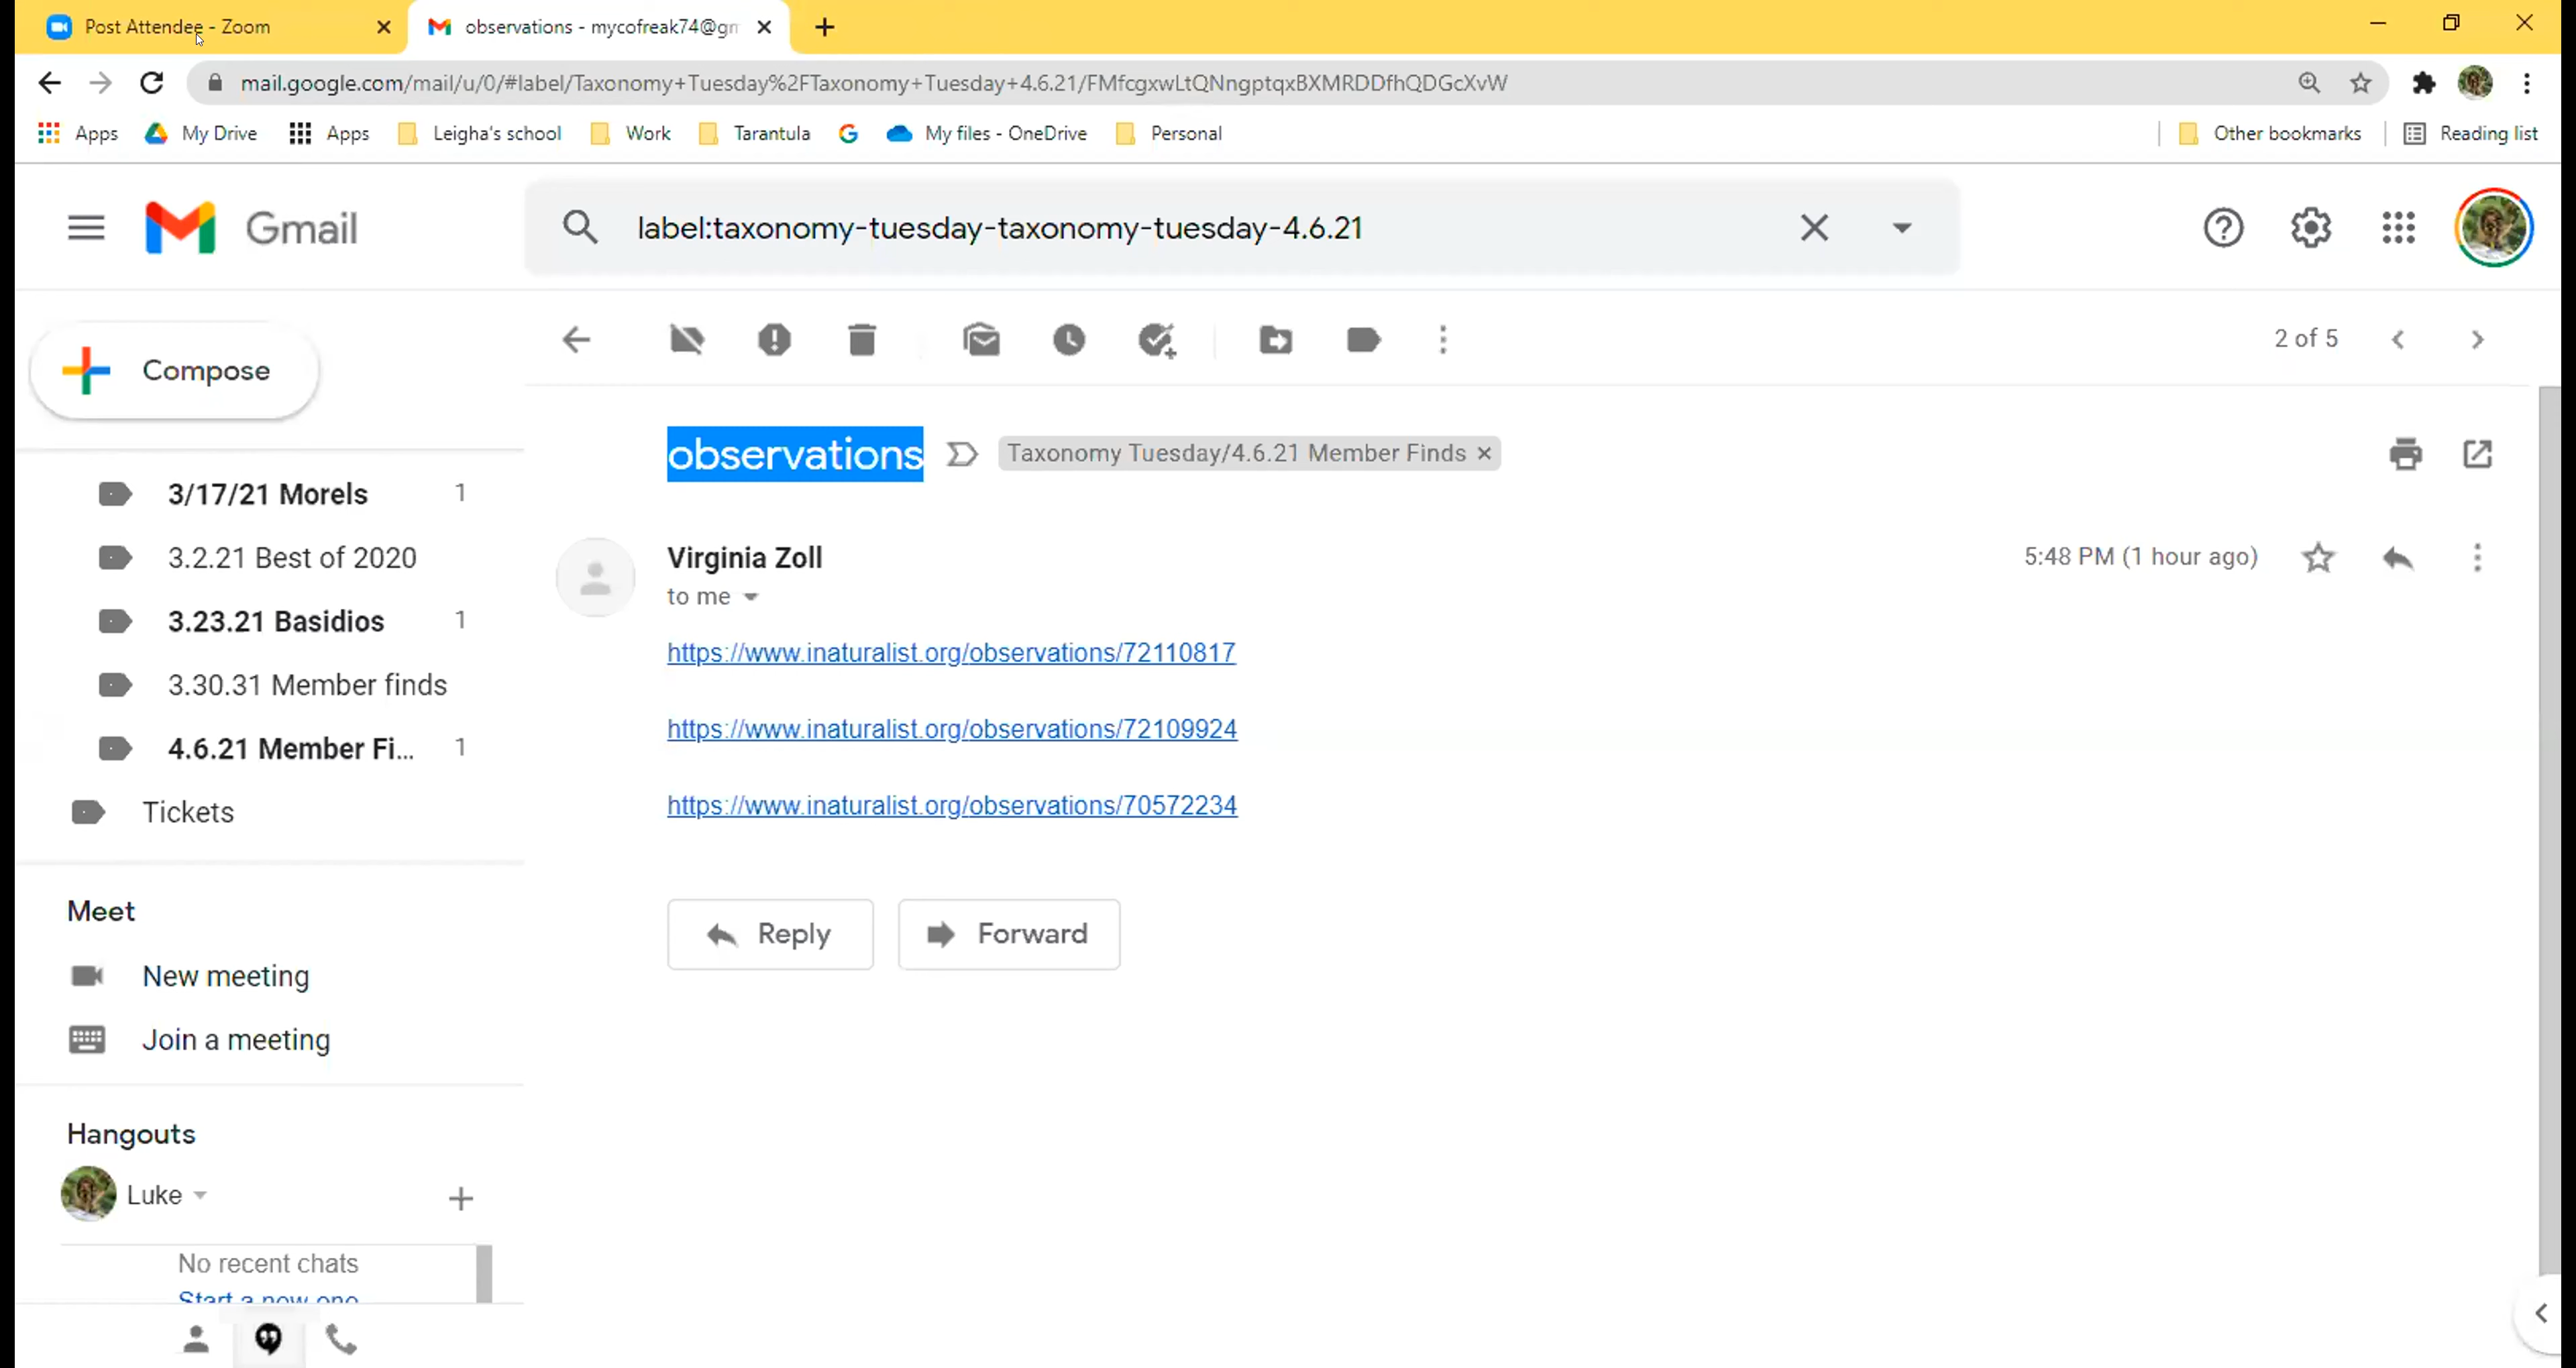 Post Attendee - Zoom
observations - mycofreak74@gm
mail.google.com/mail/u/0/#label/Taxonomy+Tuesday%2FTaxonomy+Tuesday+4.6.21/FMfcgxwLtQNngptqxBXMRDDfhQDGcXvW
Apps My Drive Apps Leigha's school Work Tarantula My files - OneDrive Personal Other bookmarks Reading list
Gmail
label:taxonomy-tuesday-taxonomy-tuesday-4.6.21
Compose
2 of 5
observations Taxonomy Tuesday/4.6.21 Member Finds
3/17/21 Morels 1
3.2.21 Best of 2020
3.23.21 Basidios 1
3.30.31 Member finds
4.6.21 Member Fi... 1
Tickets
Virginia Zoll
5:48 PM (1 hour ago)
to me
https://www.inaturalist.org/observations/72110817
https://www.inaturalist.org/observations/72109924
https://www.inaturalist.org/observations/70572234
Reply Forward
Meet
New meeting
Join a meeting
Hangouts
Luke
No recent chats
Start a new one